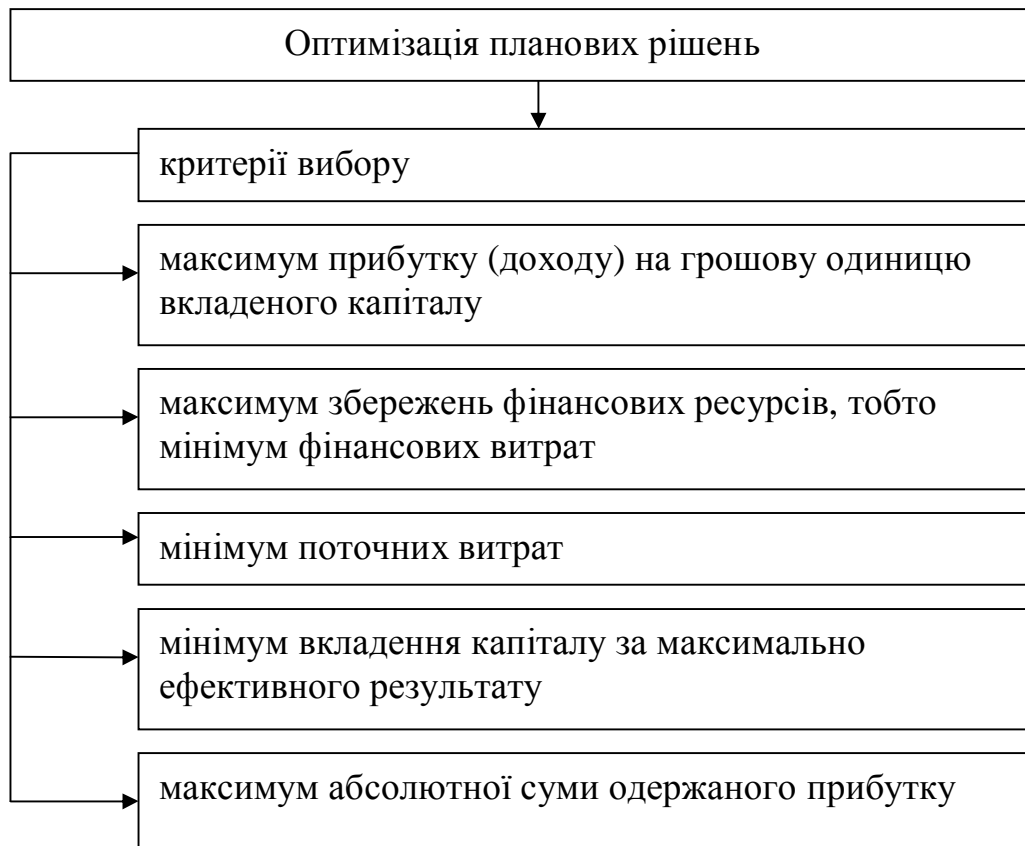 Оптимізація планових рішень
критерії вибору
максимум прибутку (доходу) на грошову одиницю
вкладеного капіталу
максимум збережень фінансових ресурсів, тобто
мінімум фінансових витрат
мінімум поточних витрат
мінімум вкладення капіталу за максимально
ефективного результату
максимум абсолютної суми одержаного прибутку